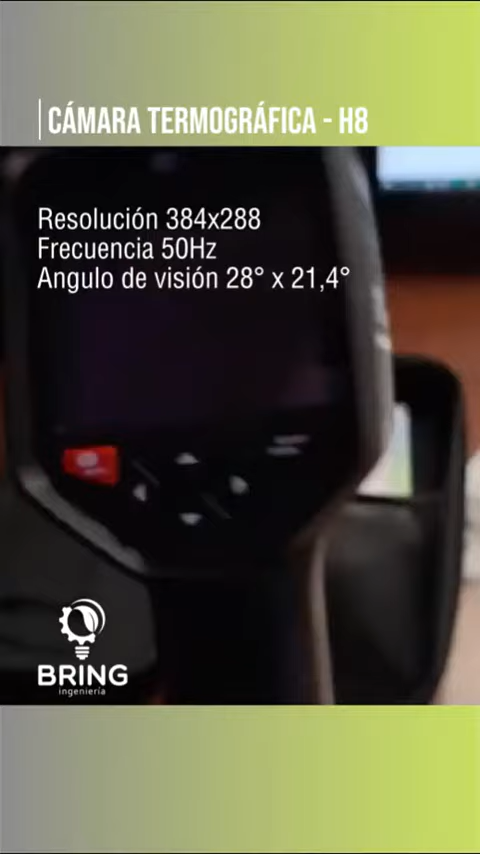 CÁMARA TERMOGRÁFICA - H8
Resolución 384x288
Frecuencia 50Hz
Angulo de visión 28° x 21,4°
BRING
ingeniería